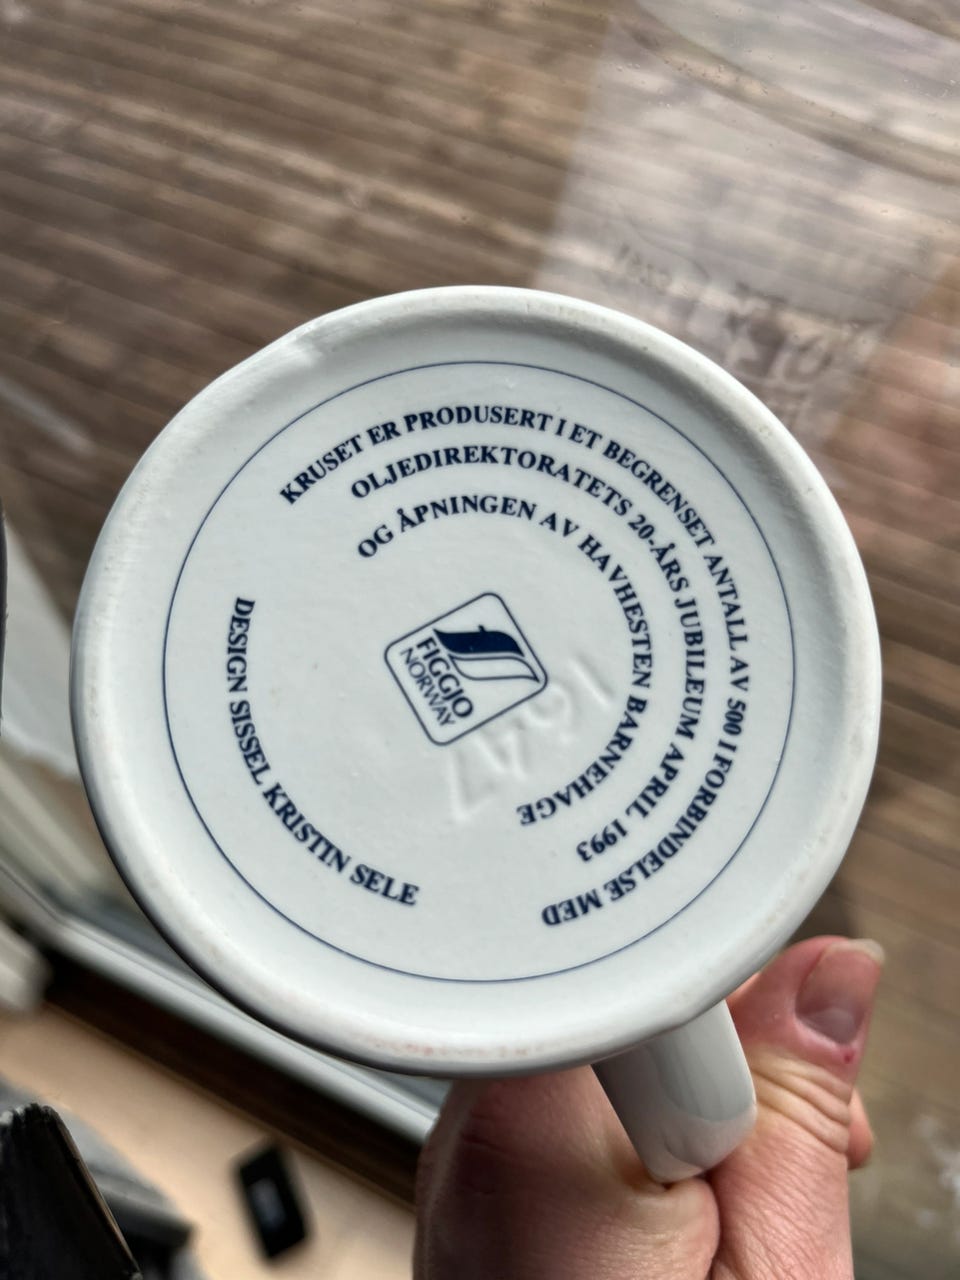 KRUSET ER PRODUSERT I ET BEGRENSET ANTALL AV 500 I FORBINDELSE MED
OLJEDIREKTORATETS 20-ÅRS JUBILEUM APRIL 1993
OG ÅPNINGEN AV HAVHESTEN BARNEHAGE
FIGGJO
NORWAY
DESIGN SISSEL KRISTIN SELE